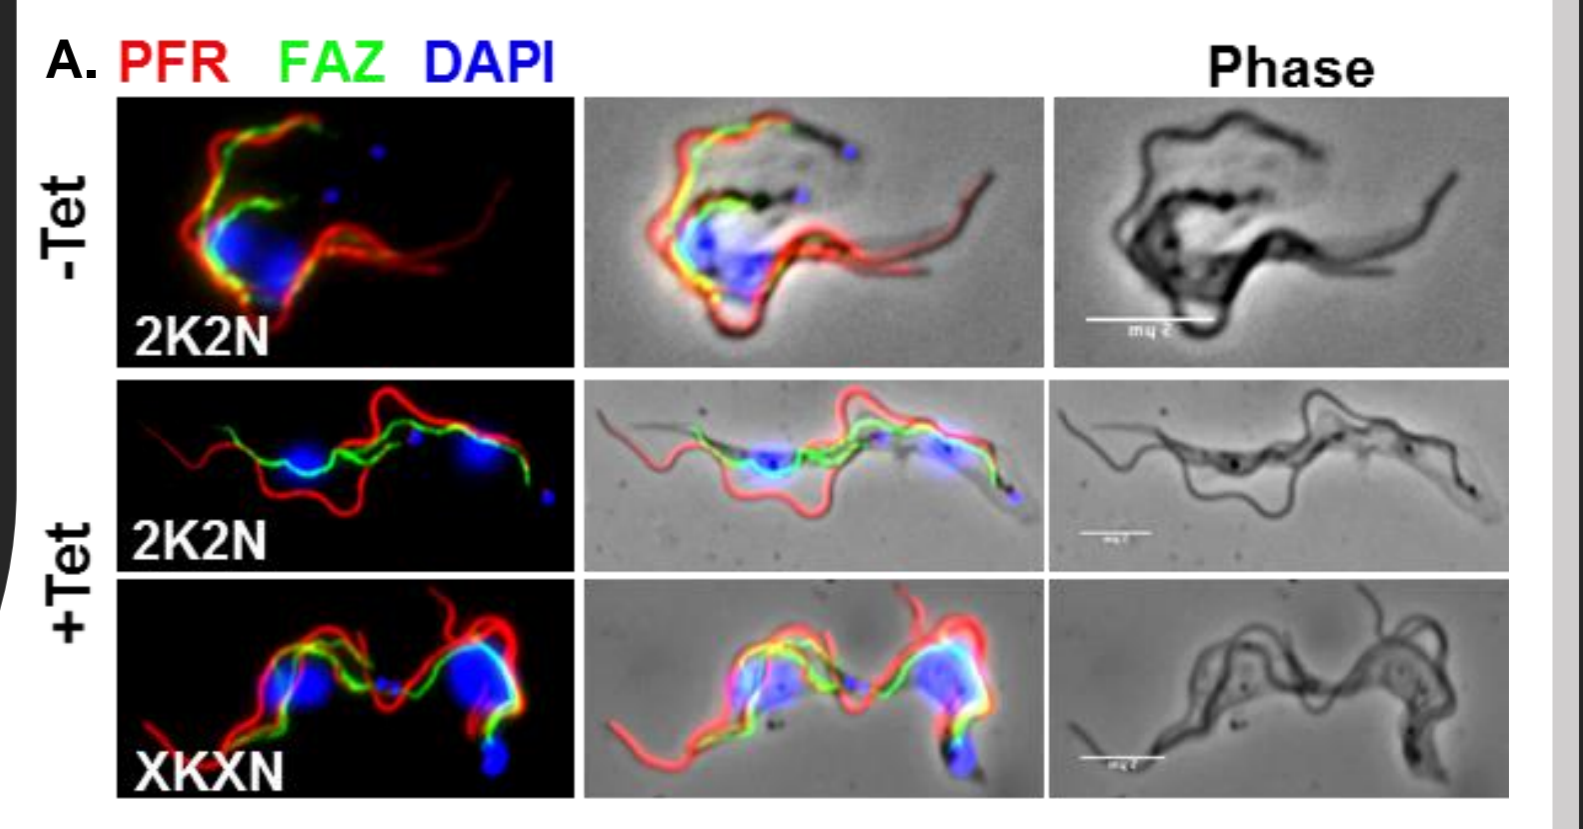 A. PFR FAZ DAPI Phase
-Tet
2K2N
+Tet
2K2N
XKXN